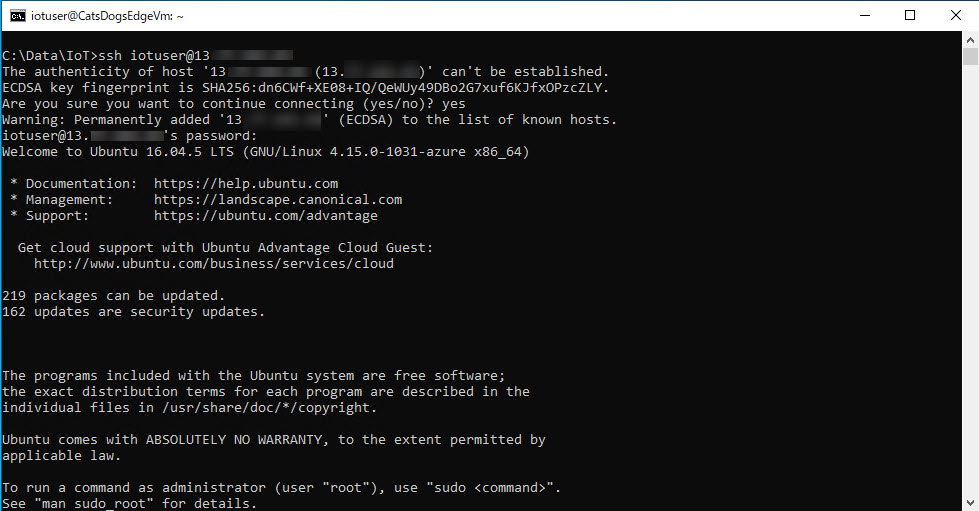 iotuser@CatsDogsEdgeVm: ~
C:\Data\IoT>ssh iotuser@13
The authenticity of host '13 (13. )' can't be established.
ECDSA key fingerprint is SHA256:dn6CWf+XE08+IQ/QeWUy49DBo2G7xuf6KJfxOPzcZLY.
Are you sure you want to continue connecting (yes/no)? yes
Warning: Permanently added '13 ' (ECDSA) to the list of known hosts.
iotuser@13. 's password:
Welcome to Ubuntu 16.04.5 LTS (GNU/Linux 4.15.0-1031-azure x86_64)
* Documentation:  https://help.ubuntu.com
* Management:     https://landscape.canonical.com
* Support:        https://ubuntu.com/advantage
Get cloud support with Ubuntu Advantage Cloud Guest:
http://www.ubuntu.com/business/services/cloud
219 packages can be updated.
162 updates are security updates.
The programs included with the Ubuntu system are free software;
the exact distribution terms for each program are described in the
individual files in /usr/share/doc/*/copyright.
Ubuntu comes with ABSOLUTELY NO WARRANTY, to the extent permitted by
applicable law.
To run a command as administrator (user "root"), use "sudo <command>".
See "man sudo_root" for details.